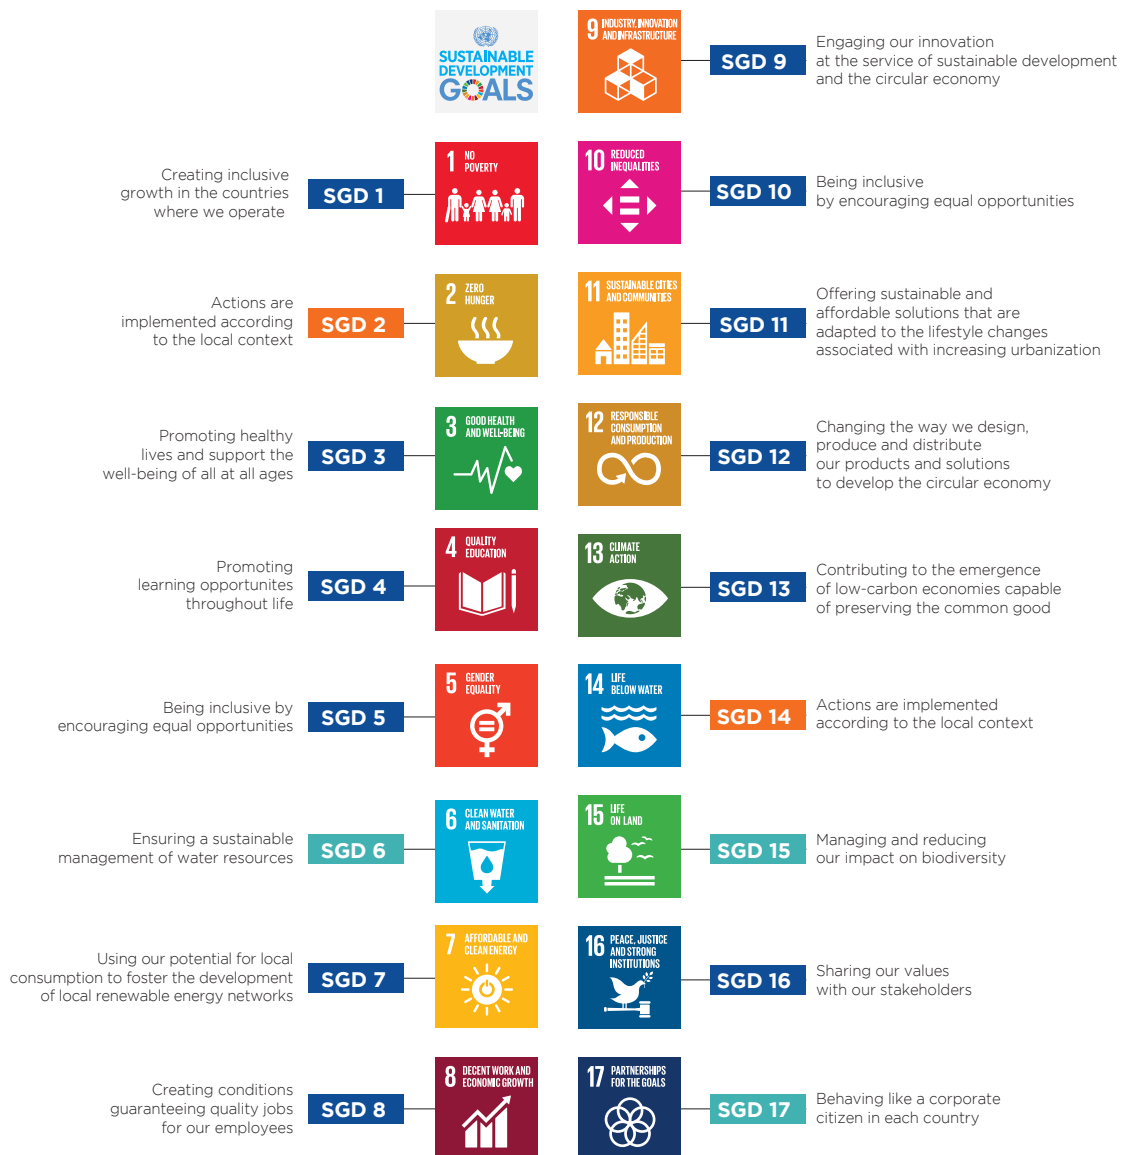 SUSTAINABLE
DEVELOPMENT
GOALS
9 INDUSTRY, INNOVATION
AND INFRASTRUCTURE
SGD 9
Engaging our innovation
at the service of sustainable development
and the circular economy
Creating inclusive
growth in the countries
where we operate
SGD 1
1 NO
POVERTY
10 REDUCED
INEQUALITIES
SGD 10
Being inclusive
by encouraging equal opportunities
Actions are
implemented according
to the local context
SGD 2
2 ZERO
HUNGER
11 SUSTAINABLE CITIES
AND COMMUNITIES
SGD 11
Offering sustainable and
affordable solutions that are
adapted to the lifestyle changes
associated with increasing urbanization
Promoting healthy
lives and support the
well-being of all at all ages
SGD 3
3 GOOD HEALTH
AND WELL-BEING
12 RESPONSIBLE
CONSUMPTION
AND PRODUCTION
SGD 12
Changing the way we design,
produce and distribute
our products and solutions
to develop the circular economy
Promoting
learning opportunites
throughout life
SGD 4
4 QUALITY
EDUCATION
13 CLIMATE
ACTION
SGD 13
Contributing to the emergence
of low-carbon economies capable
of preserving the common good
Being inclusive by
encouraging equal opportunities
SGD 5
5 GENDER
EQUALITY
14 LIFE
BELOW WATER
SGD 14
Actions are implemented
according to the local context
Ensuring a sustainable
management of water resources
SGD 6
6 CLEAN WATER
AND SANITATION
15 LIFE
ON LAND
SGD 15
Managing and reducing
our impact on biodiversity
Using our potential for local
consumption to foster the development
of local renewable energy networks
SGD 7
7 AFFORDABLE AND
CLEAN ENERGY
16 PEACE, JUSTICE
AND STRONG
INSTITUTIONS
SGD 16
Sharing our values
with our stakeholders
Creating conditions
guaranteeing quality jobs
for our employees
SGD 8
8 DECENT WORK AND
ECONOMIC GROWTH
17 PARTNERSHIPS
FOR THE GOALS
SGD 17
Behaving like a corporate
citizen in each country